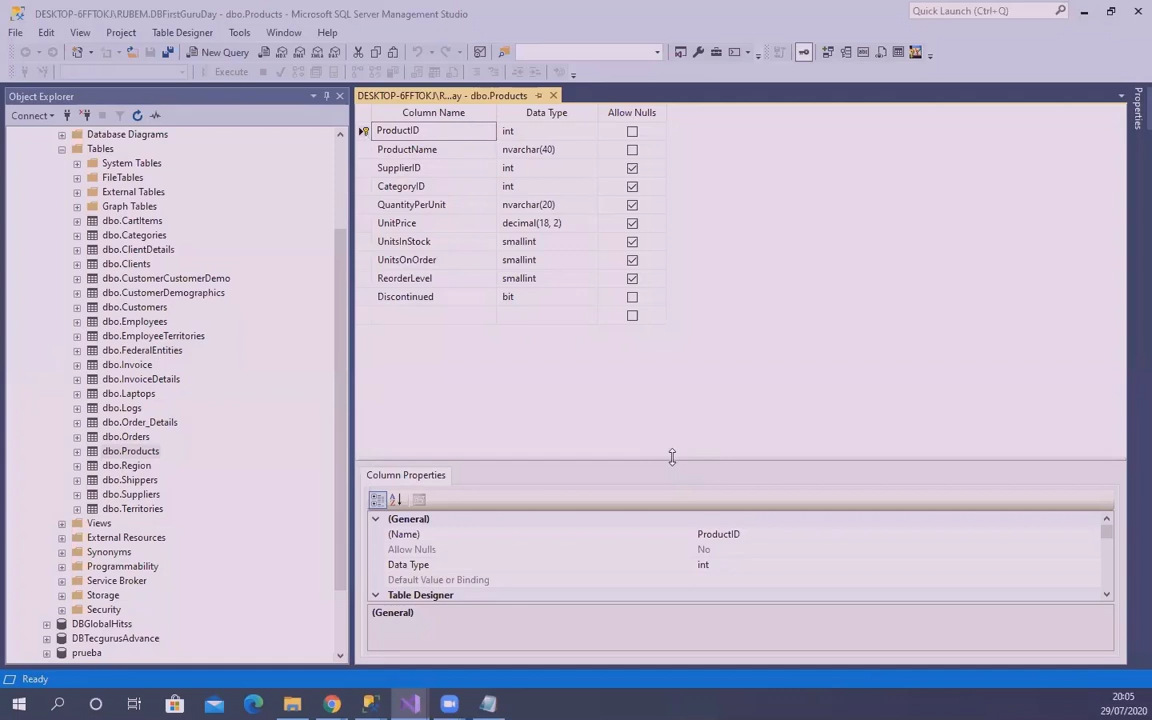 DESKTOP-6FFTOKJ\RUBEM.DBFirstGuruDay - dbo.Products - Microsoft SQL Server Management Studio
Quick Launch (Ctrl+Q)
File Edit View Project Table Designer Tools Window Help
New Query
Execute
Object Explorer
Connect
Database Diagrams
Tables
System Tables
FileTables
External Tables
Graph Tables
dbo.CartItems
dbo.Categories
dbo.ClientDetails
dbo.Clients
dbo.CustomerCustomerDemo
dbo.CustomerDemographics
dbo.Customers
dbo.Employees
dbo.EmployeeTerritories
dbo.FederalEntities
dbo.Invoice
dbo.InvoiceDetails
dbo.Laptops
dbo.Logs
dbo.Order_Details
dbo.Orders
dbo.Products
dbo.Region
dbo.Shippers
dbo.Suppliers
dbo.Territories
Views
External Resources
Synonyms
Programmability
Service Broker
Storage
Security
DBGlobalHitss
DBTecgurusAdvance
prueba
DESKTOP-6FFTOKJ\R...ay - dbo.Products
Column Name Data Type Allow Nulls
ProductID int
ProductName nvarchar(40)
SupplierID int
CategoryID int
QuantityPerUnit nvarchar(20)
UnitPrice decimal(18, 2)
UnitsInStock smallint
UnitsOnOrder smallint
ReorderLevel smallint
Discontinued bit
Column Properties
(General)
(Name) ProductID
Allow Nulls No
Data Type int
Default Value or Binding
Table Designer
(General)
Properties
Ready
20:05
29/07/2020